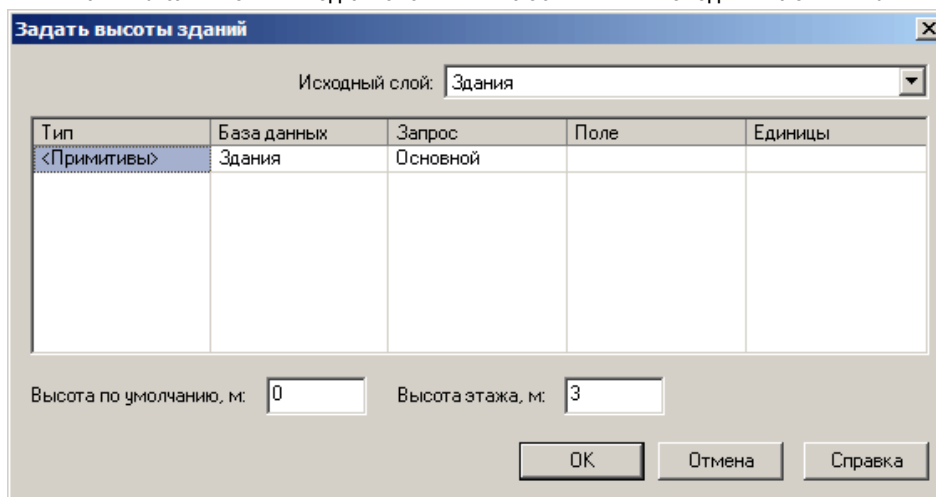 Задать высоты зданий
Исходный слой: Здания
Тип База данных Запрос Поле Единицы
<Примитивы> Здания Основной
Высота по умолчанию, м: 0 Высота этажа, м: 3
OK Отмена Справка